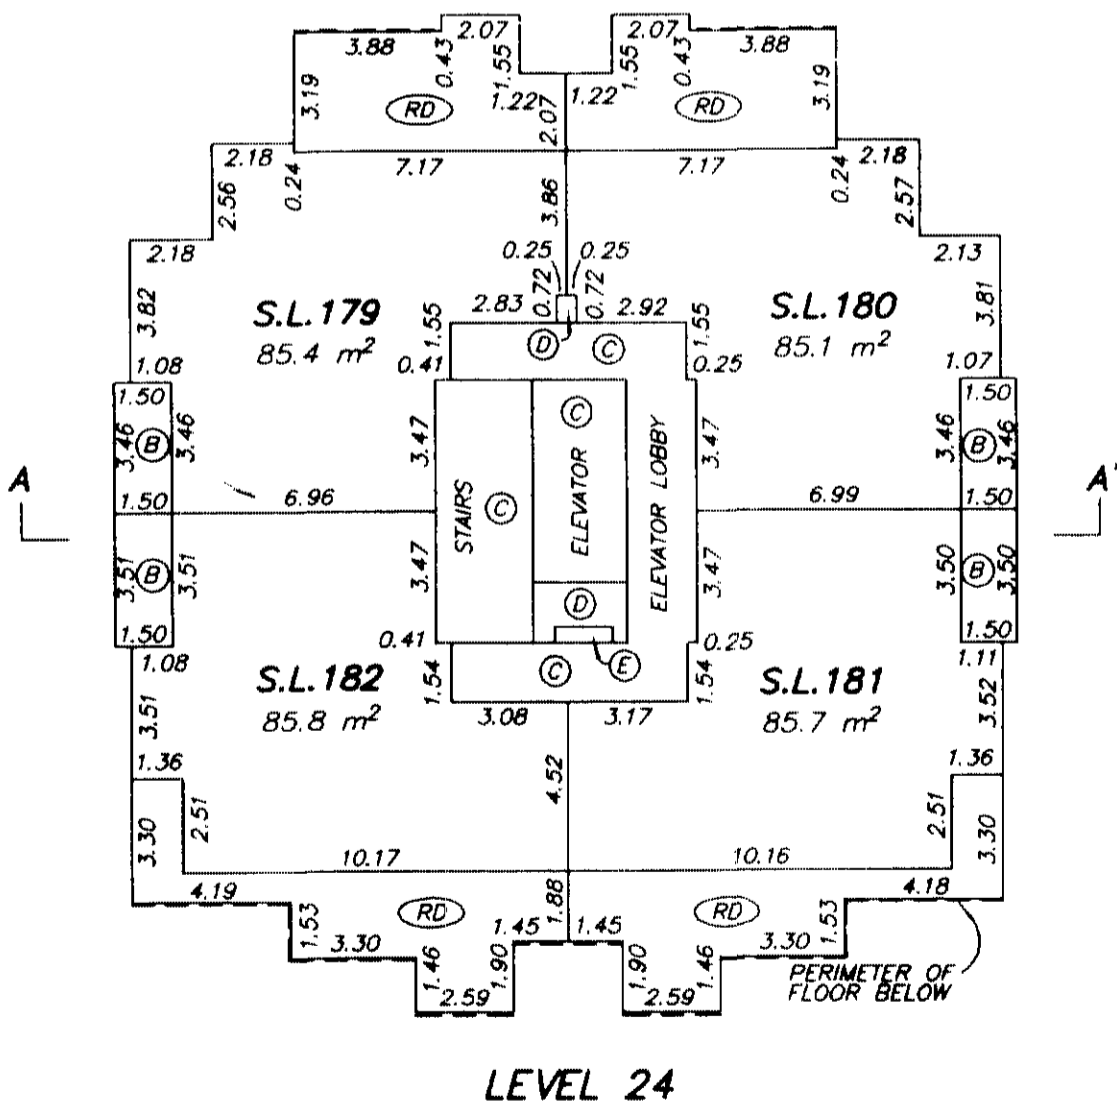 2.07 2.07
3.88 0.43 1.55 1.55 0.43 3.88
3.19 RD 1.22 2.07 1.22 RD 3.19
2.18 0.24 7.17 7.17 0.24 2.18
2.56 3.86 2.57
2.18 0.25 0.25 2.13
3.82 S.L.179 2.83 0.72 0.72 2.92 S.L.180 3.81
85.4 m² 1.55 D C 1.55 85.1 m²
1.08 0.41 0.25 1.07
1.50 C 1.50
3.46 B 3.46 3.47 ELEVATOR ELEVATOR LOBBY 3.47 3.46 B 3.46
A A'
1.50 6.96 STAIRS C 6.99 1.50
3.51 B 3.51 3.47 D 3.47 3.50 B 3.50
1.50 0.41 0.25 1.50
1.08 S.L.182 1.54 C E 1.54 S.L.181 1.11
3.51 85.8 m² 3.08 3.17 85.7 m² 3.52
1.36 4.52 1.36
3.30 2.51 2.51 3.30
10.17 10.16
4.19 RD 1.88 RD 4.18
1.53 3.30 1.45 1.45 3.30 1.53
1.46 1.90 1.90 1.46
2.59 2.59
PERIMETER OF
FLOOR BELOW
LEVEL 24